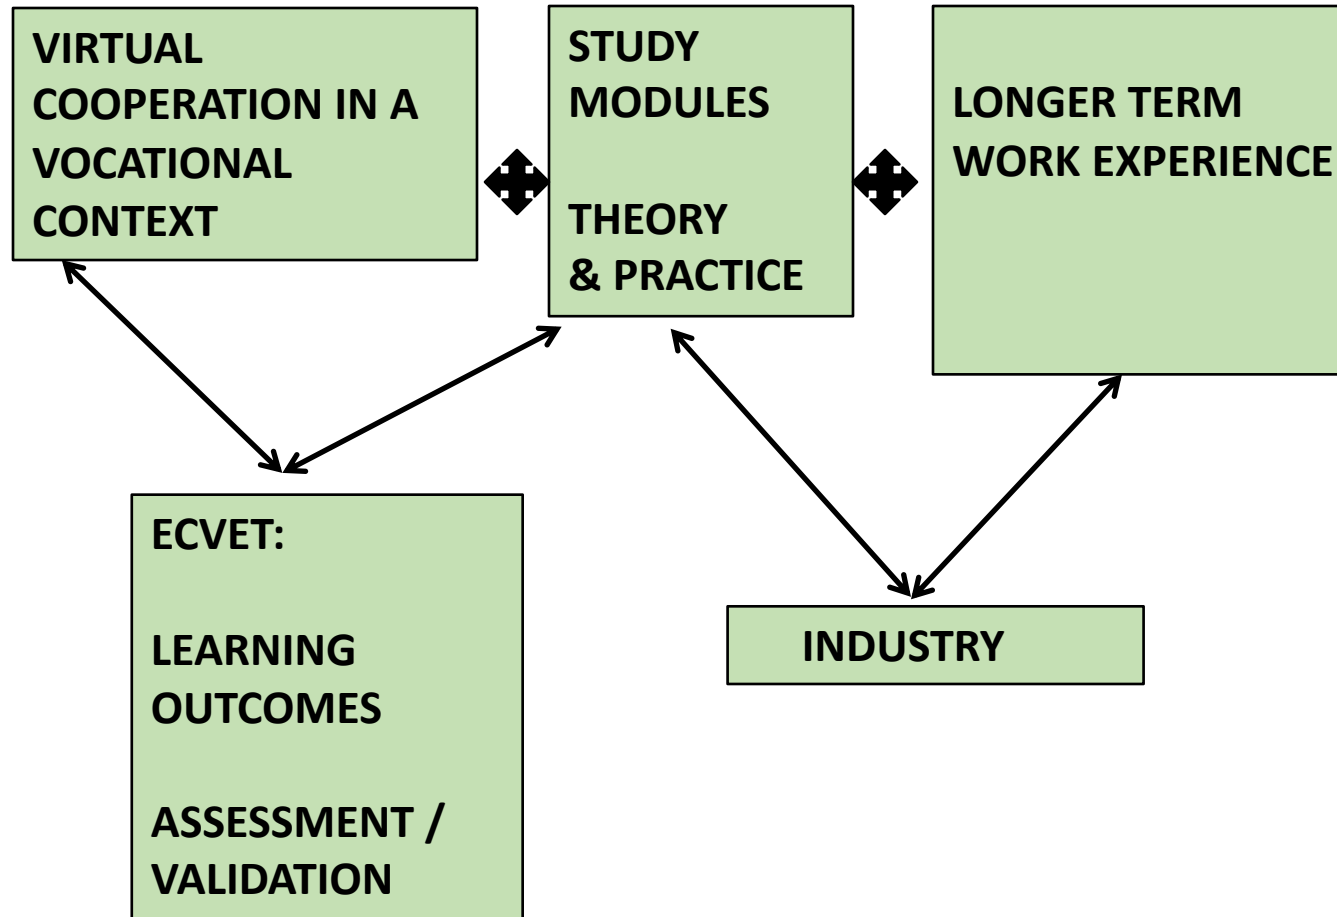 VIRTUAL
COOPERATION IN A
VOCATIONAL
CONTEXT
STUDY
MODULES
THEORY
& PRACTICE
LONGER TERM
WORK EXPERIENCE
ECVET:
LEARNING
OUTCOMES
ASSESSMENT /
VALIDATION
INDUSTRY